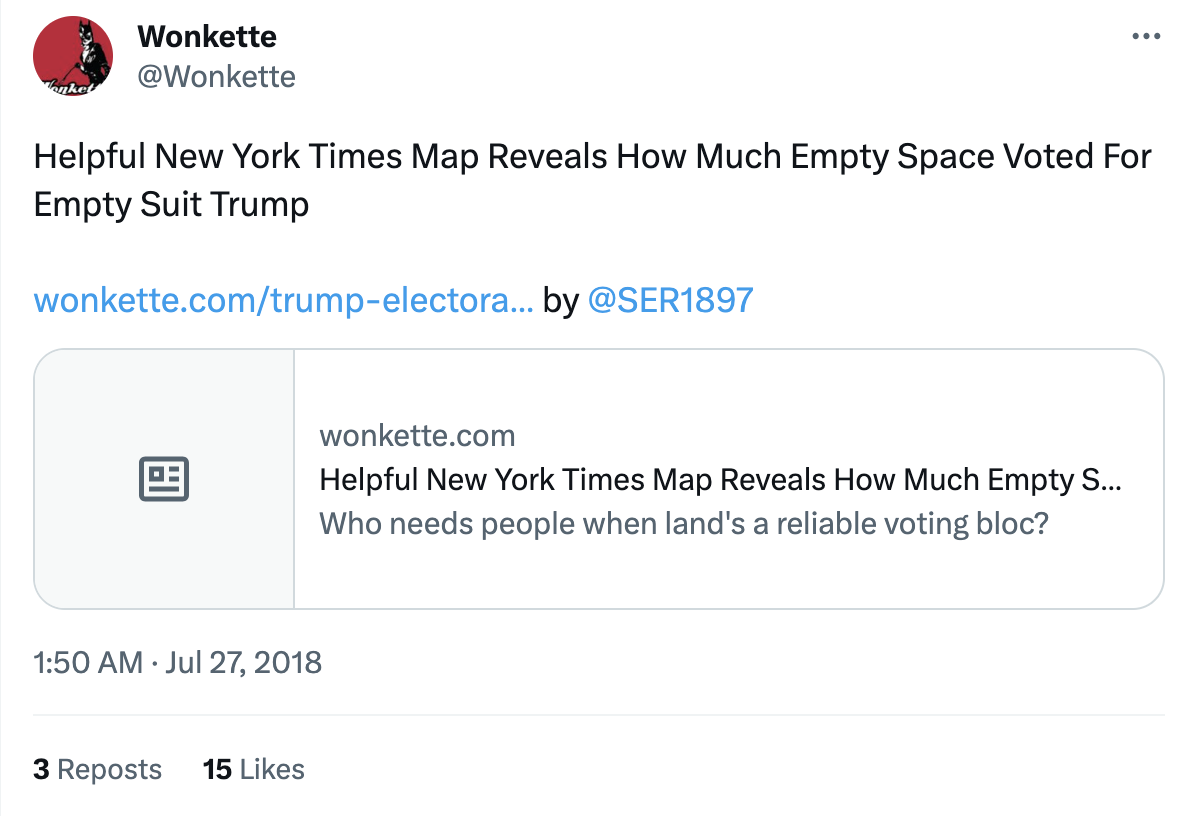 Wonkette
@Wonkette
Helpful New York Times Map Reveals How Much Empty Space Voted For
Empty Suit Trump
wonkette.com/trump-electora... by @SER1897
wonkette.com
Helpful New York Times Map Reveals How Much Empty S...
Who needs people when land's a reliable voting bloc?
1:50 AM · Jul 27, 2018
3 Reposts 15 Likes